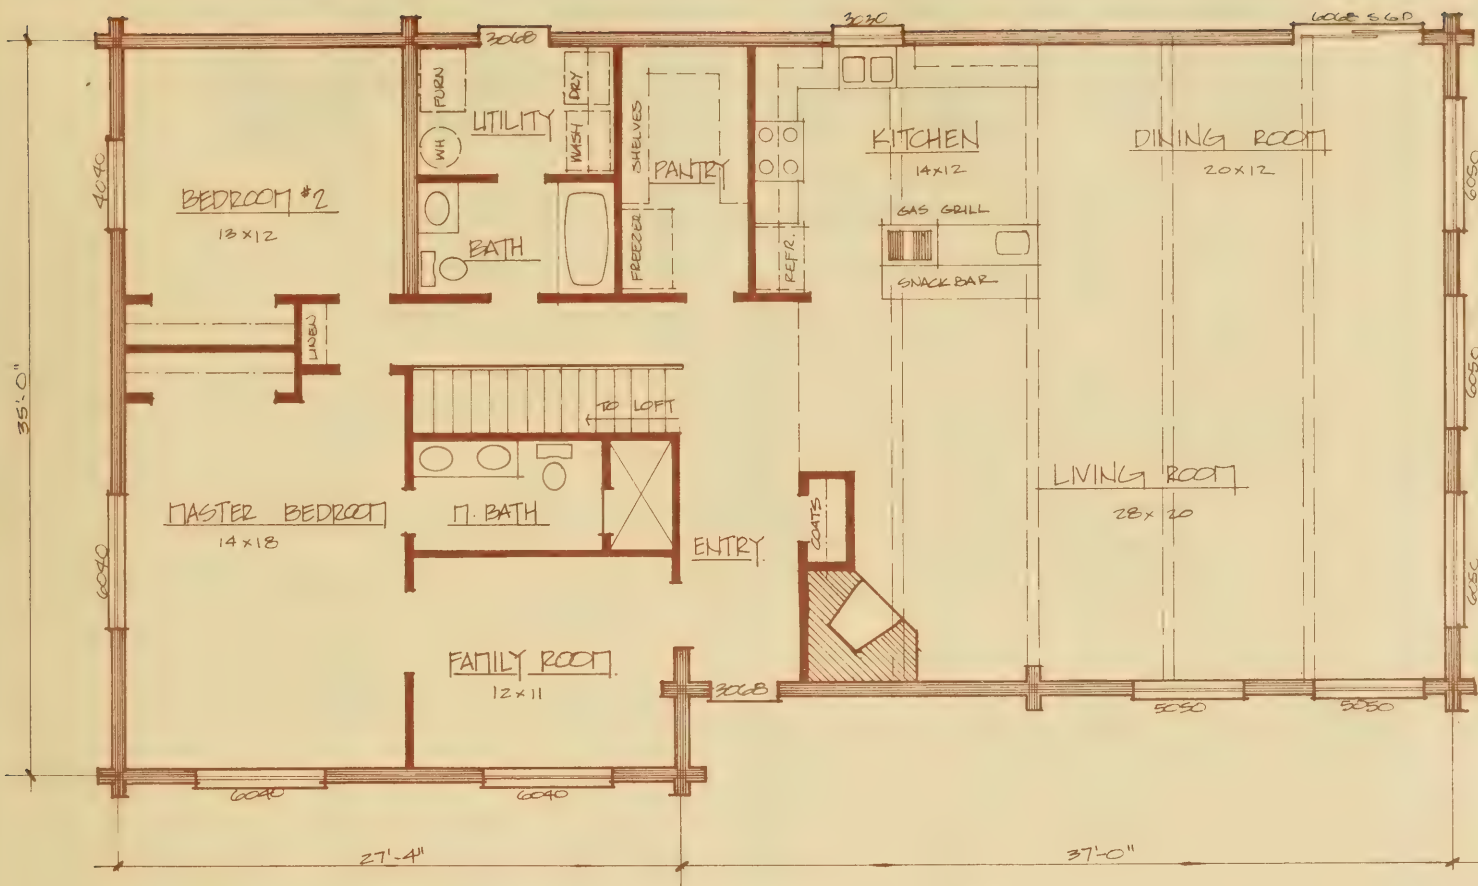 3068
3030
6068 SGD
FURN
DRY
UTILITY
WH
WASH
SHELVES
PANTRY
KITCHEN
14x12
DINING ROOM
20x12
4040
BEDROOM #2
13x12
BATH
FREEZER
REFR.
GAS GRILL
SNACK BAR
6050
LINEN
6050
35'-0"
TO LOFT
MASTER BEDROOM
14x18
M. BATH
ENTRY
COATS
LIVING ROOM
28x20
6040
6050
FAMILY ROOM
12x11
3068
5050
5050
6040
6040
27'-4"
37'-0"